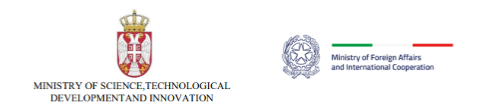 MINISTRY OF SCIENCE,TECHNOLOGICAL
DEVELOPMENTAND INNOVATION
Ministry of Foreign Affairs
and International Cooperation